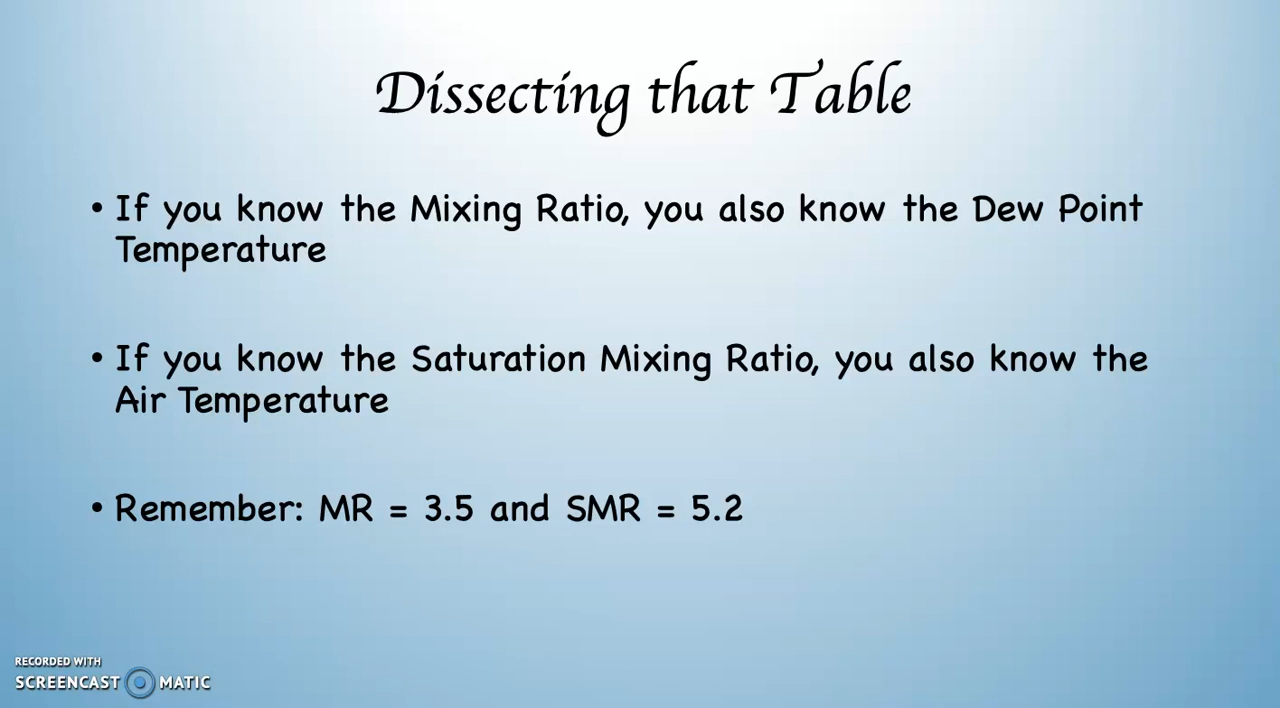 Dissecting that Table
• If you know the Mixing Ratio, you also know the Dew Point
Temperature
• If you know the Saturation Mixing Ratio, you also know the
Air Temperature
• Remember: MR = 3.5 and SMR = 5.2
RECORDED WITH
SCREENCAST MATIC